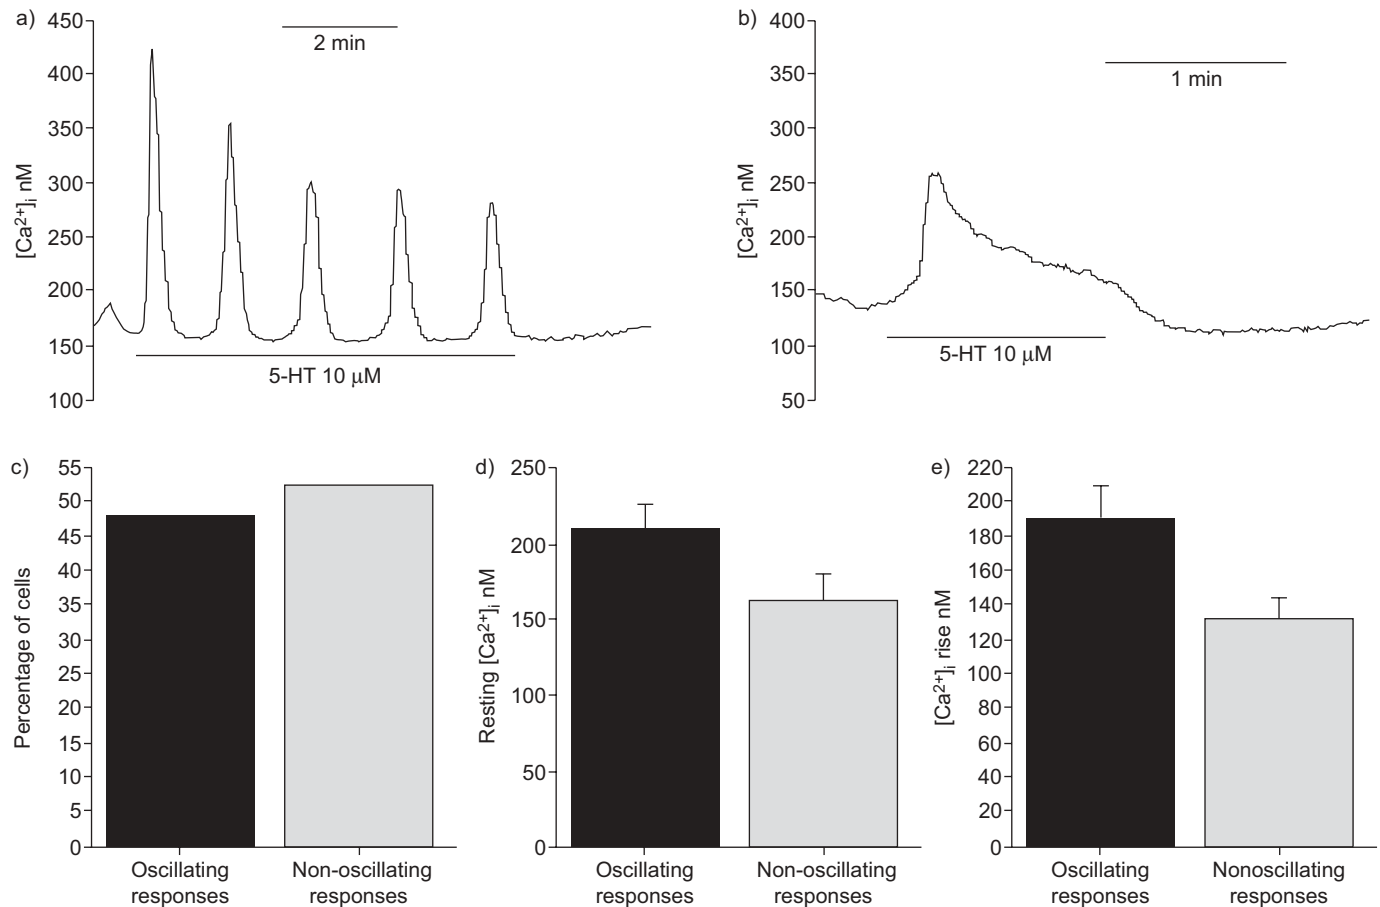 a)
450
400
350
300
250
200
150
100
[Ca²⁺]ᵢ nM
2 min
5-HT 10 μM
b)
400
350
300
250
200
150
100
50
[Ca²⁺]ᵢ nM
1 min
5-HT 10 μM
c)
55
50
45
40
35
30
25
20
15
10
5
0
Percentage of cells
Oscillating
responses
Non-oscillating
responses
d)
250
200
150
100
50
0
Resting [Ca²⁺]ᵢ nM
Oscillating
responses
Non-oscillating
responses
e)
220
200
180
160
140
120
100
80
60
40
20
0
[Ca²⁺]ᵢ rise nM
Oscillating
responses
Nonoscillating
responses